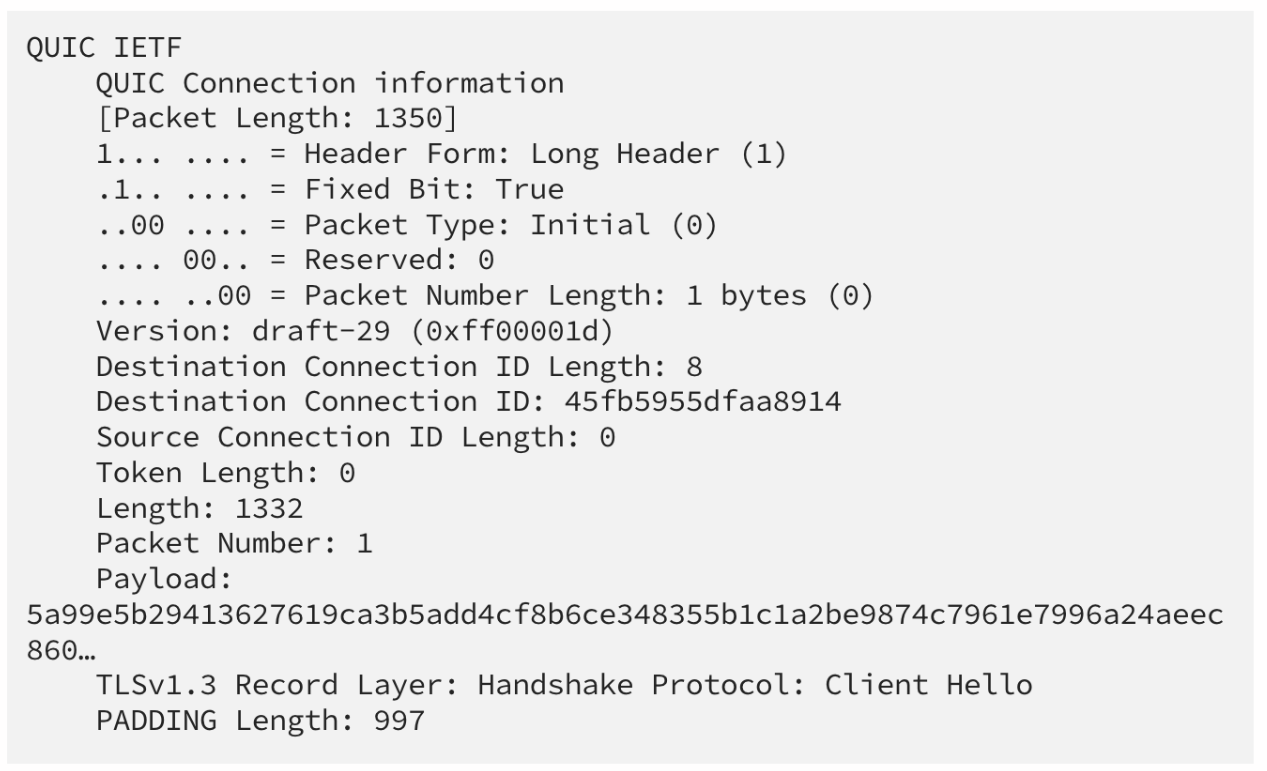 QUIC IETF
QUIC Connection information
[Packet Length: 1350]
1... .... = Header Form: Long Header (1)
.1.. .... = Fixed Bit: True
..00 .... = Packet Type: Initial (0)
.... 00.. = Reserved: 0
.... ..00 = Packet Number Length: 1 bytes (0)
Version: draft-29 (0xff00001d)
Destination Connection ID Length: 8
Destination Connection ID: 45fb5955dfaa8914
Source Connection ID Length: 0
Token Length: 0
Length: 1332
Packet Number: 1
Payload:
5a99e5b29413627619ca3b5add4cf8b6ce348355b1c1a2be9874c7961e7996a24aeec
860…
TLSv1.3 Record Layer: Handshake Protocol: Client Hello
PADDING Length: 997